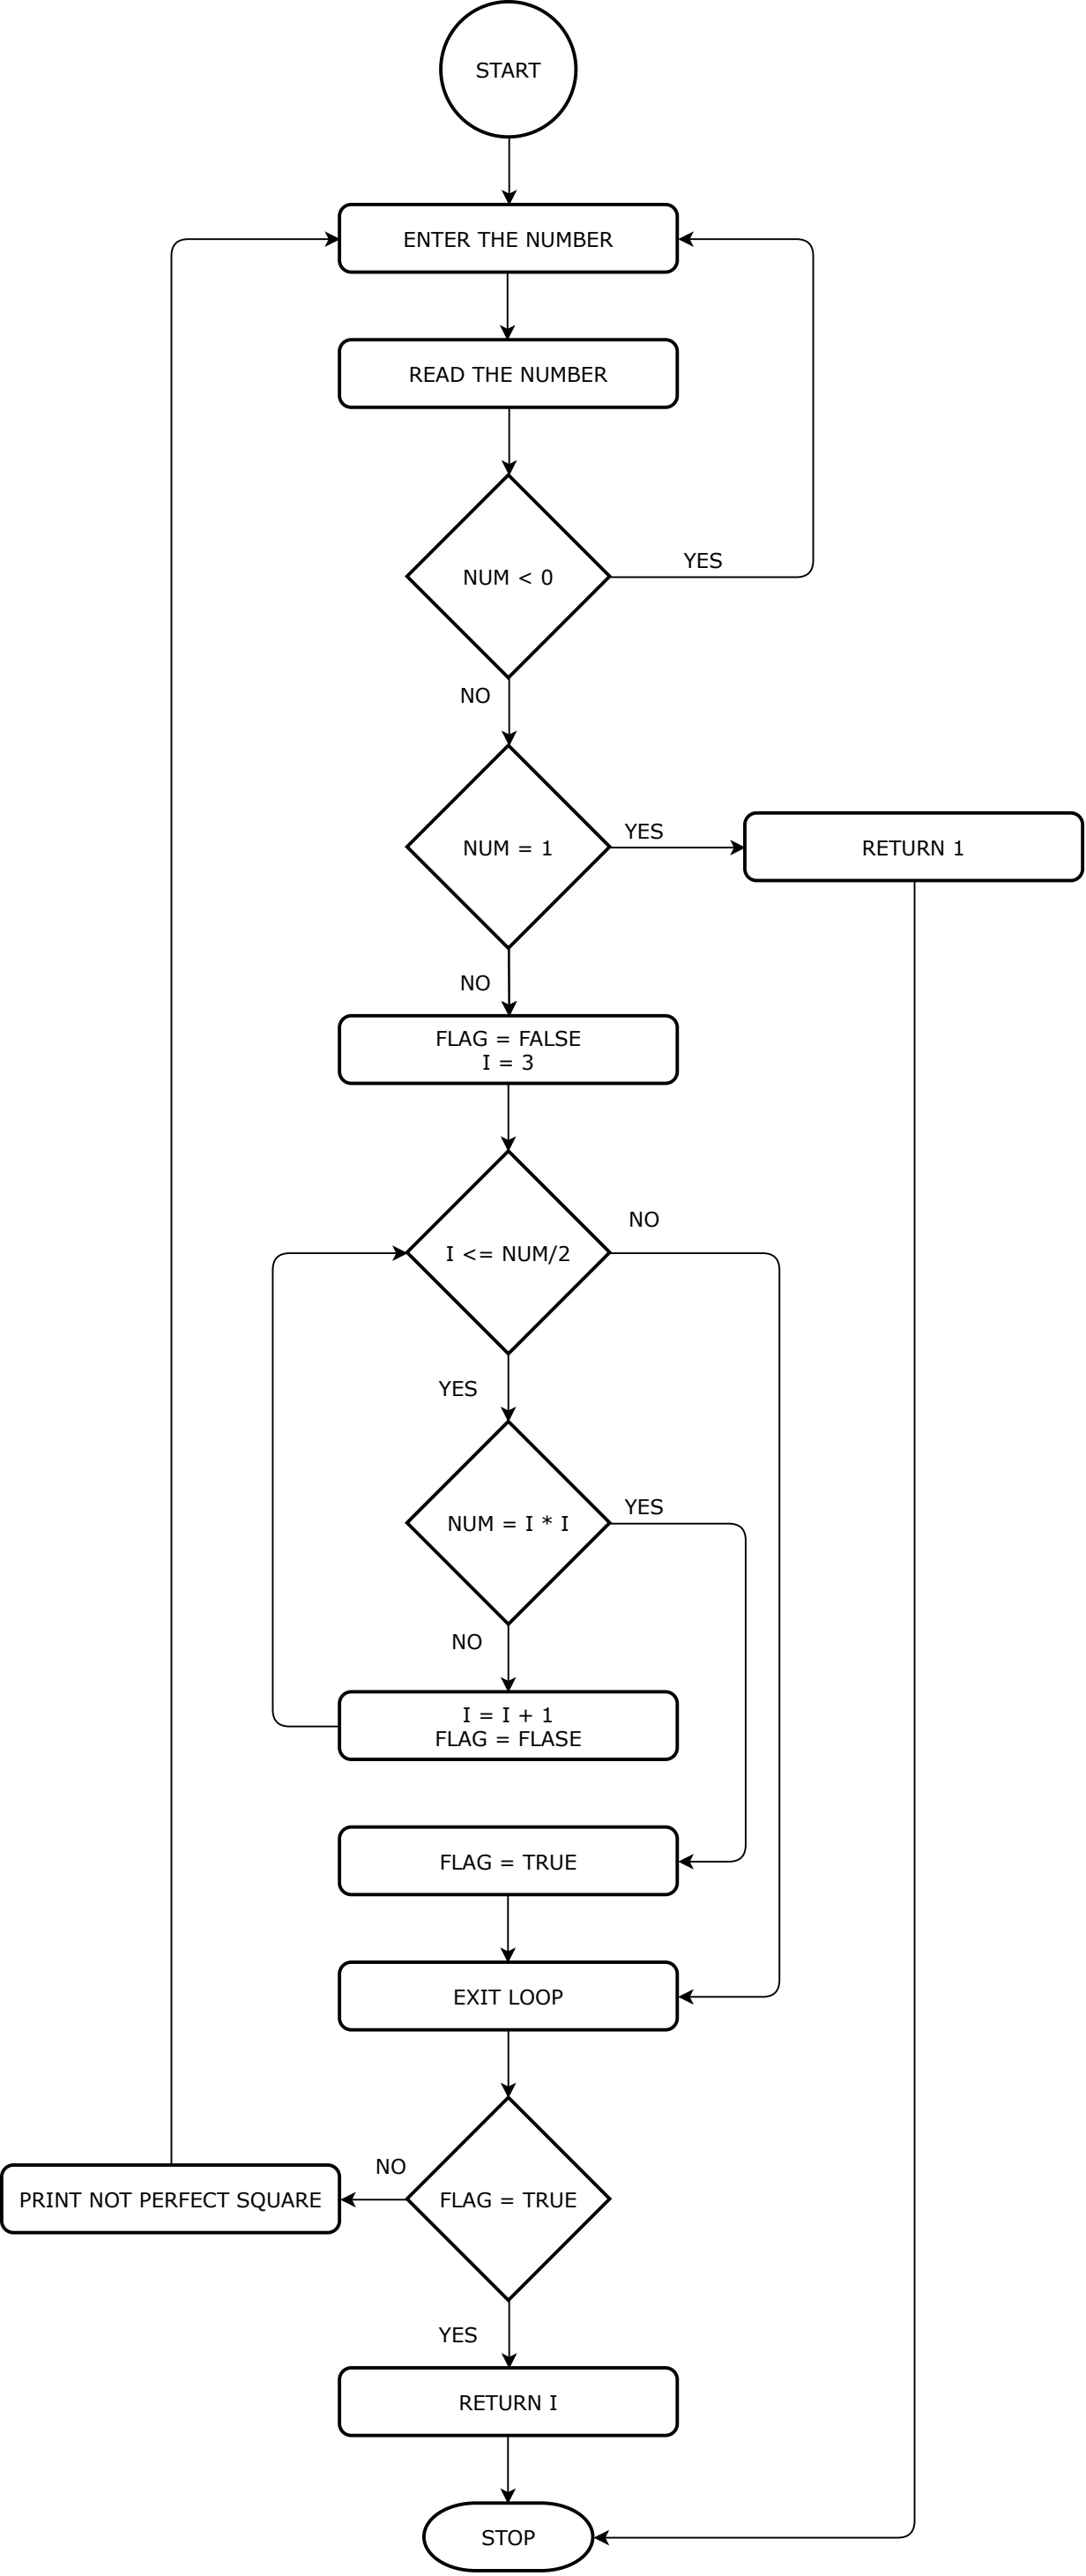 START
ENTER THE NUMBER
READ THE NUMBER
NUM < 0
YES
NO
NUM = 1
YES
RETURN 1
NO
FLAG = FALSE
I = 3
I <= NUM/2
NO
YES
NUM = I * I
YES
NO
I = I + 1
FLAG = FLASE
FLAG = TRUE
EXIT LOOP
NO
PRINT NOT PERFECT SQUARE
FLAG = TRUE
YES
RETURN I
STOP